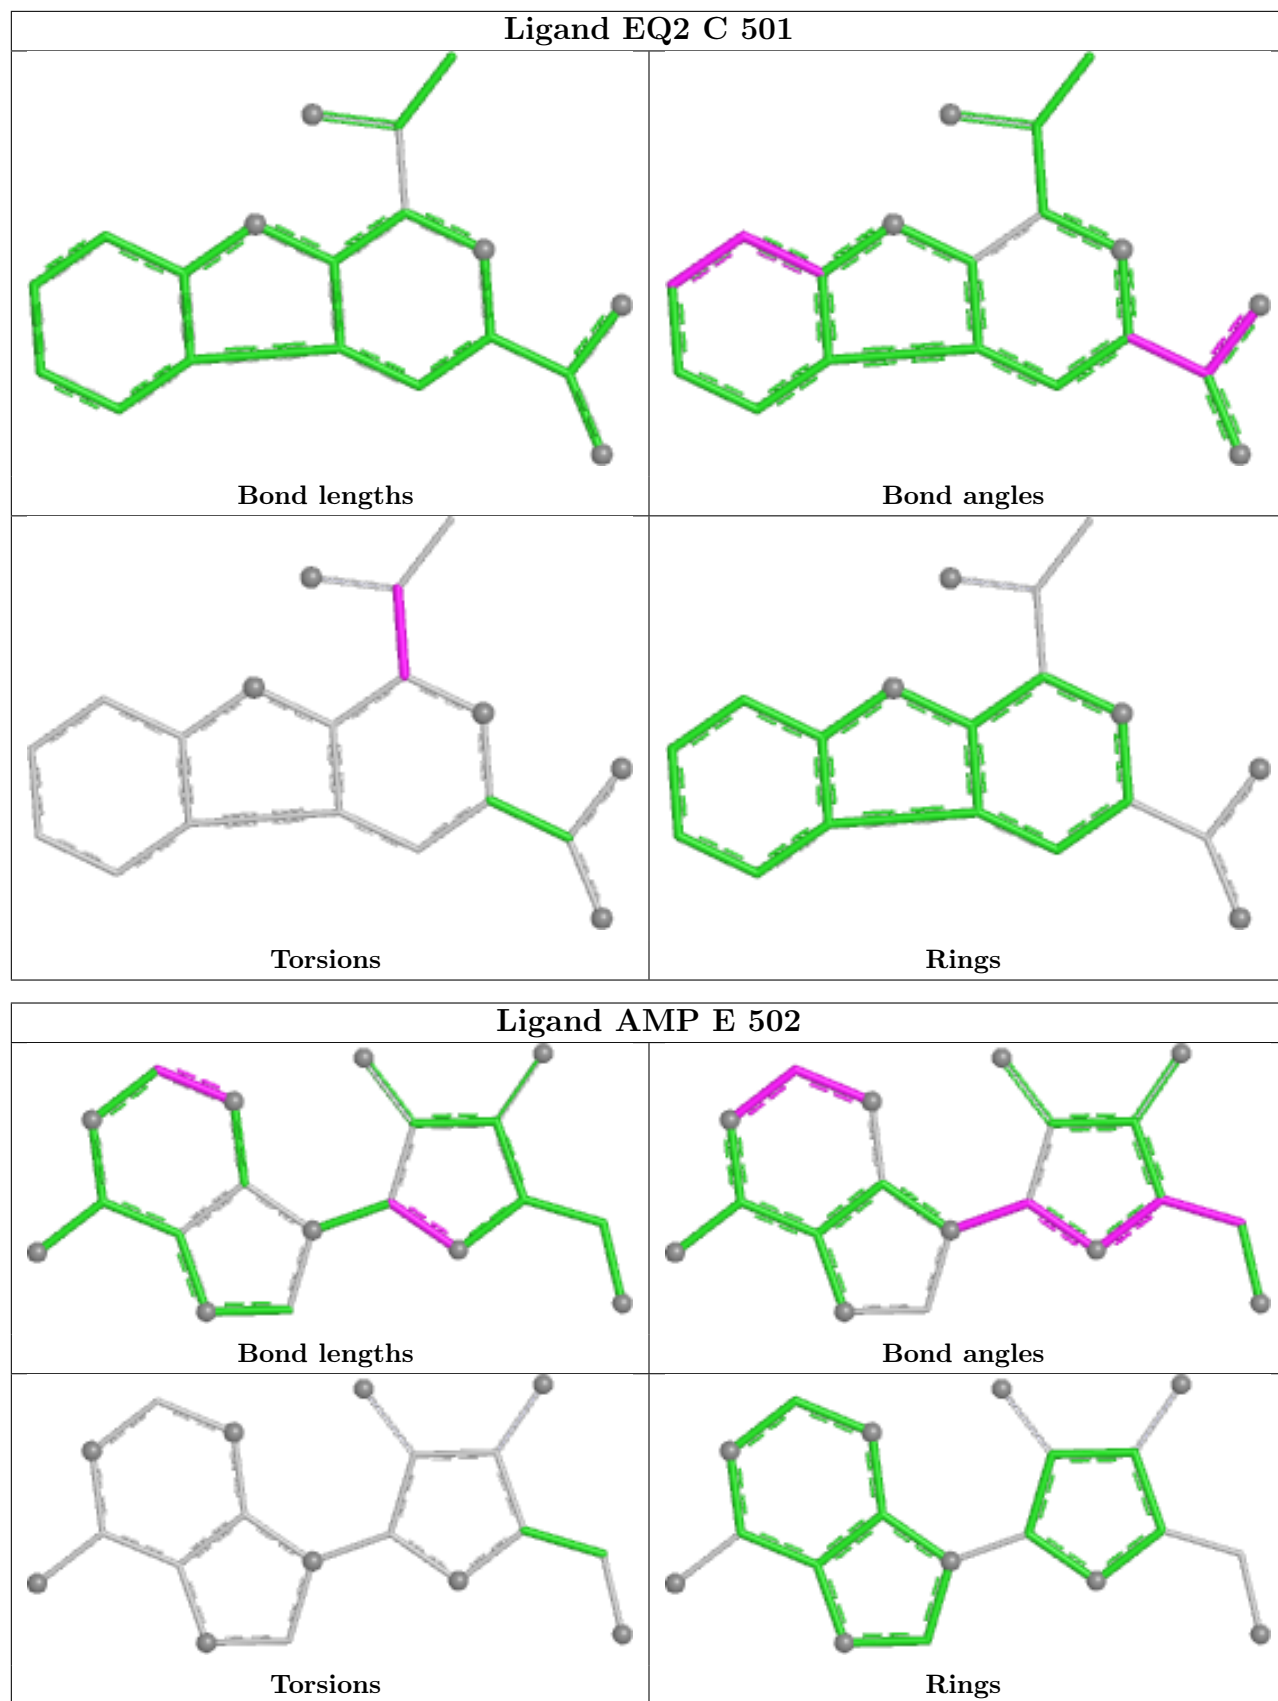 Ligand EQ2 C 501
Bond lengths
Bond angles
Torsions
Rings
Ligand AMP E 502
Bond lengths
Bond angles
Torsions
Rings